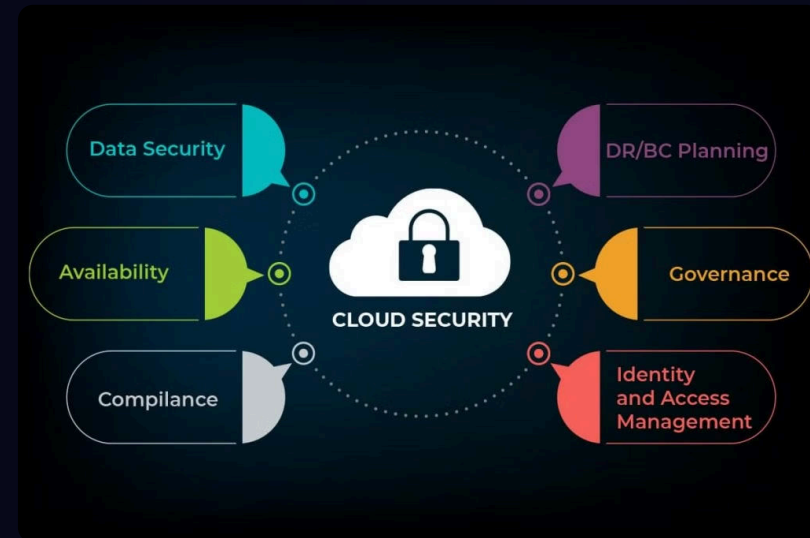 Data Security
DR/BC Planning
Availability
Governance
CLOUD SECURITY
Compilance
Identity
and Access
Management